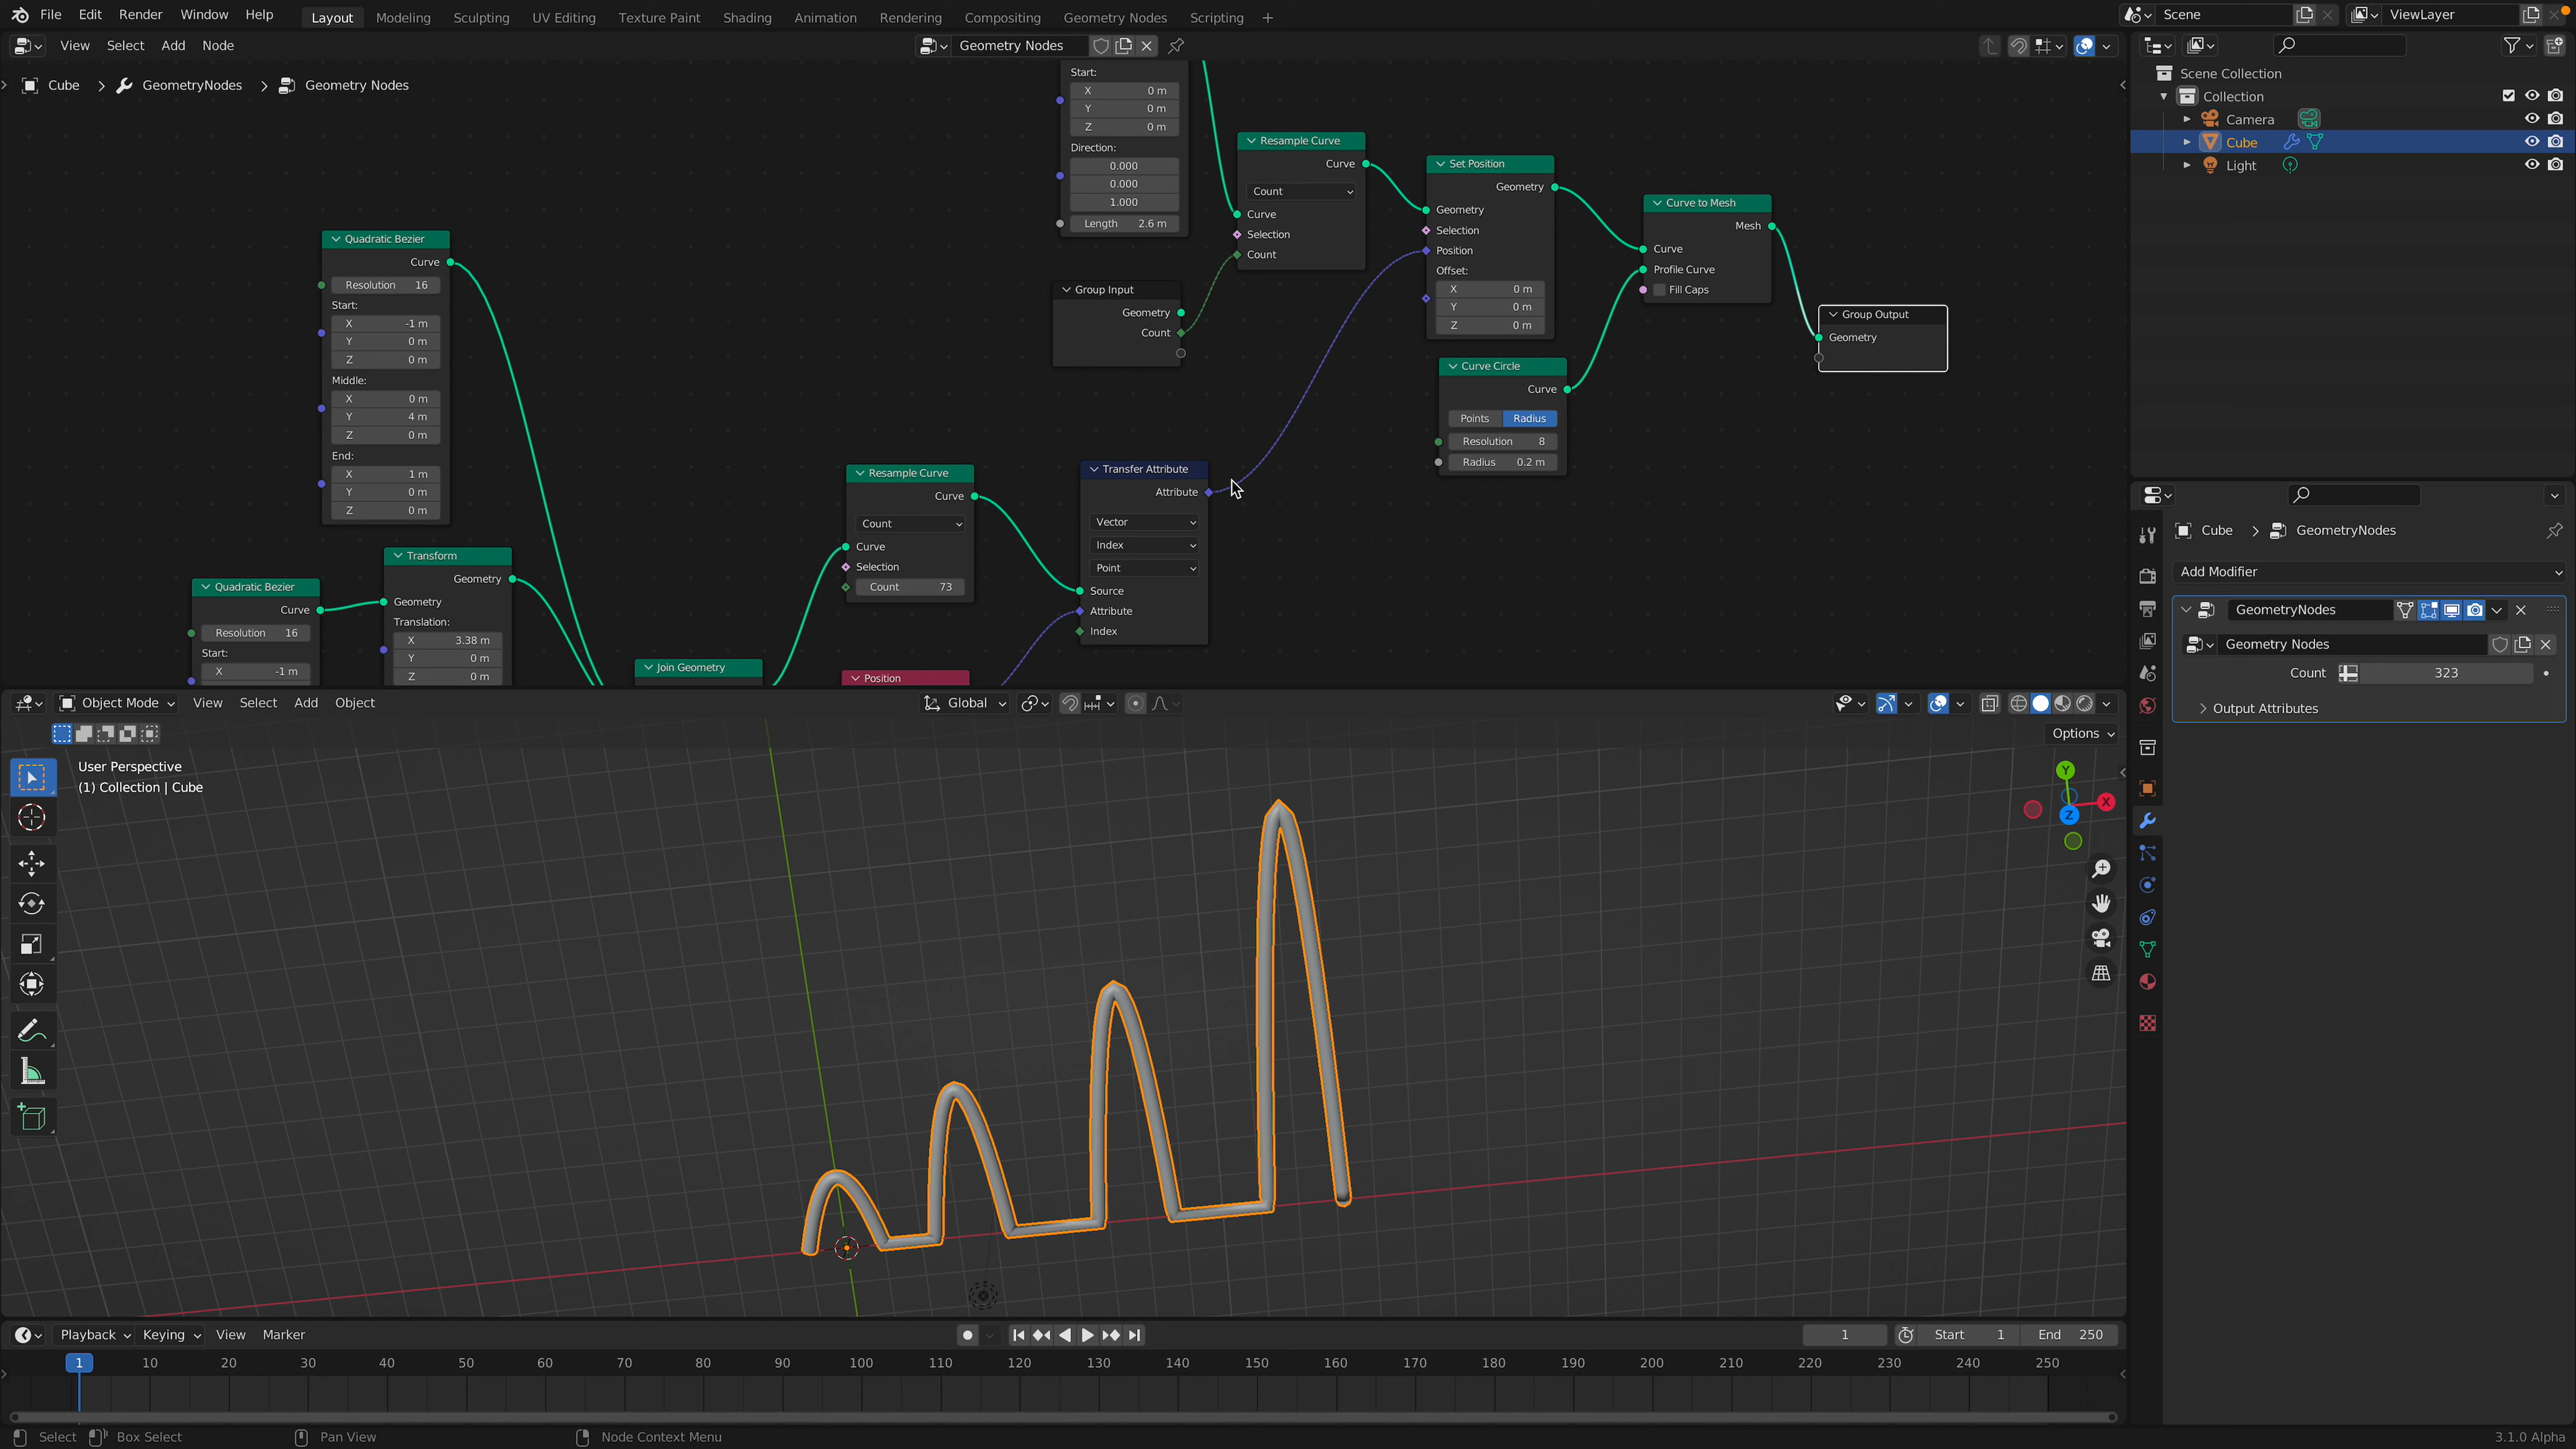 File Edit Render Window Help Layout Modeling Sculpting UV Editing Texture Paint Shading Animation Rendering Compositing Geometry Nodes Scripting + Scene ViewLayer
View Select Add Node Geometry Nodes
Cube > GeometryNodes > Geometry Nodes
Quadratic Bezier
Curve
Resolution 16
Start:
X -1 m
Y 0 m
Z 0 m
Middle:
X 0 m
Y 4 m
Z 0 m
End:
X 1 m
Y 0 m
Z 0 m
Quadratic Bezier
Curve
Resolution 16
Start:
X -1 m
Transform
Geometry
Geometry
Translation:
X 3.38 m
Y 0 m
Z 0 m
Join Geometry
Resample Curve
Curve
Count
Curve
Selection
Count 73
Position
Start:
X 0 m
Y 0 m
Z 0 m
Direction:
0.000
0.000
1.000
Length 2.6 m
Group Input
Geometry
Count
Transfer Attribute
Attribute
Vector
Index
Point
Source
Attribute
Index
Resample Curve
Curve
Count
Curve
Selection
Count
Set Position
Geometry
Geometry
Selection
Position
Offset:
X 0 m
Y 0 m
Z 0 m
Curve Circle
Curve
Points Radius
Resolution 8
Radius 0.2 m
Curve to Mesh
Mesh
Curve
Profile Curve
Fill Caps
Group Output
Geometry
Scene Collection
Collection
Camera
Cube
Light
Cube > GeometryNodes
Add Modifier
GeometryNodes
Geometry Nodes
Count 323
Output Attributes
Object Mode View Select Add Object Global
Options
User Perspective
(1) Collection | Cube
Y
X
Z
Playback Keying View Marker 1 Start 1 End 250
1 10 20 30 40 50 60 70 80 90 100 110 120 130 140 150 160 170 180 190 200 210 220 230 240 250
Select Box Select Pan View Node Context Menu 3.1.0 Alpha